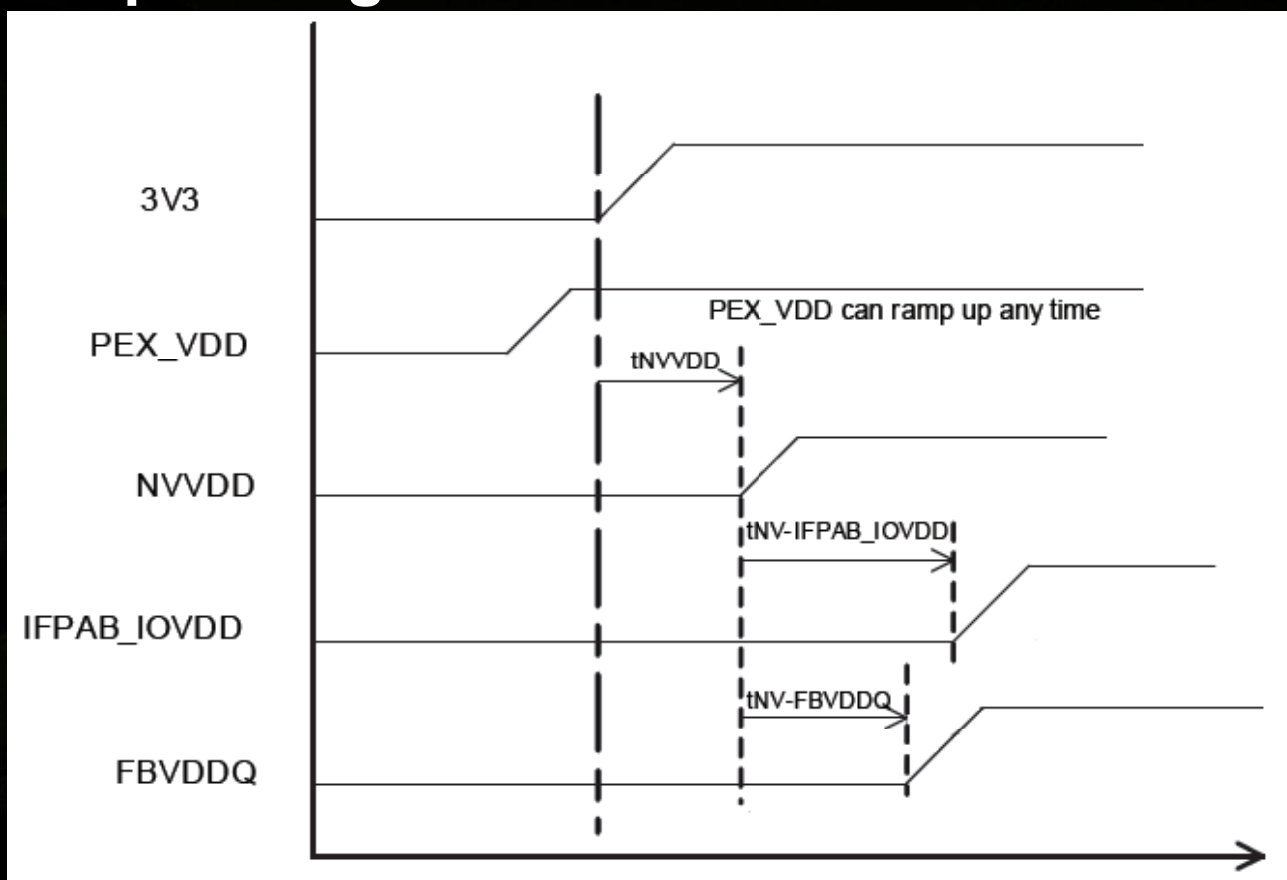 3V3
PEX_VDD
PEX_VDD can ramp up any time
tNVVDD
NVVDD
tNV-IFPAB_IOVDD
IFPAB_IOVDD
tNV-FBVDDQ
FBVDDQ